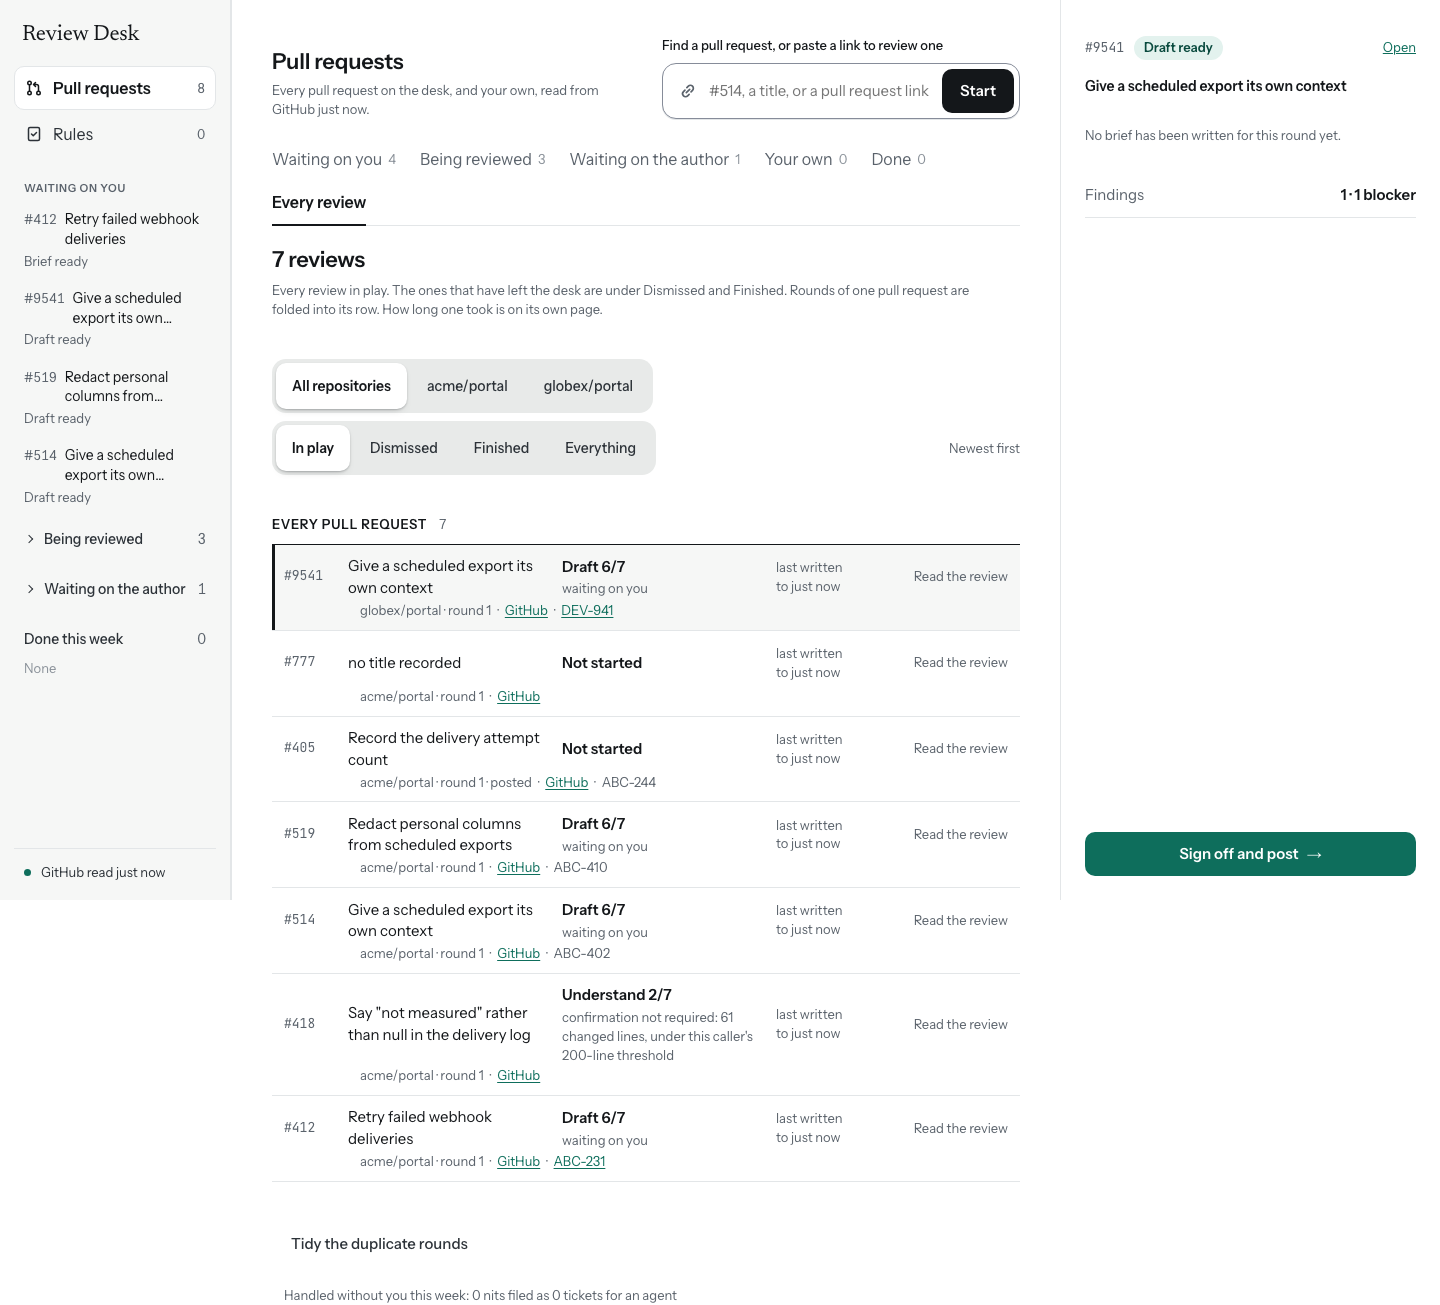 Review Desk
Pull requests 8
Rules 0
WAITING ON YOU
#412 Retry failed webhook
deliveries
Brief ready
#9541 Give a scheduled
export its own...
Draft ready
#519 Redact personal
columns from...
Draft ready
#514 Give a scheduled
export its own...
Draft ready
Being reviewed 3
Waiting on the author 1
Done this week 0
None
GitHub read just now
Pull requests
Every pull request on the desk, and your own, read from
GitHub just now.
Find a pull request, or paste a link to review one
#514, a title, or a pull request link Start
Waiting on you 4 Being reviewed 3 Waiting on the author 1 Your own 0 Done 0
Every review
7 reviews
Every review in play. The ones that have left the desk are under Dismissed and Finished. Rounds of one pull request are
folded into its row. How long one took is on its own page.
All repositories acme/portal globex/portal
In play Dismissed Finished Everything Newest first
EVERY PULL REQUEST 7
#9541 Give a scheduled export its
own context
Draft 6/7
waiting on you
last written
to just now
Read the review
globex/portal · round 1 · GitHub · DEV-941
#777 no title recorded
Not started
last written
to just now
Read the review
acme/portal · round 1 · GitHub
#405 Record the delivery attempt
count
Not started
last written
to just now
Read the review
acme/portal · round 1 · posted · GitHub · ABC-244
#519 Redact personal columns
from scheduled exports
Draft 6/7
waiting on you
last written
to just now
Read the review
acme/portal · round 1 · GitHub · ABC-410
#514 Give a scheduled export its
own context
Draft 6/7
waiting on you
last written
to just now
Read the review
acme/portal · round 1 · GitHub · ABC-402
#418 Say "not measured" rather
than null in the delivery log
Understand 2/7
confirmation not required: 61
changed lines, under this caller's
200-line threshold
last written
to just now
Read the review
acme/portal · round 1 · GitHub
#412 Retry failed webhook
deliveries
Draft 6/7
waiting on you
last written
to just now
Read the review
acme/portal · round 1 · GitHub · ABC-231
Tidy the duplicate rounds
Handled without you this week: 0 nits filed as 0 tickets for an agent
#9541 Draft ready Open
Give a scheduled export its own context
No brief has been written for this round yet.
Findings 1 · 1 blocker
Sign off and post →